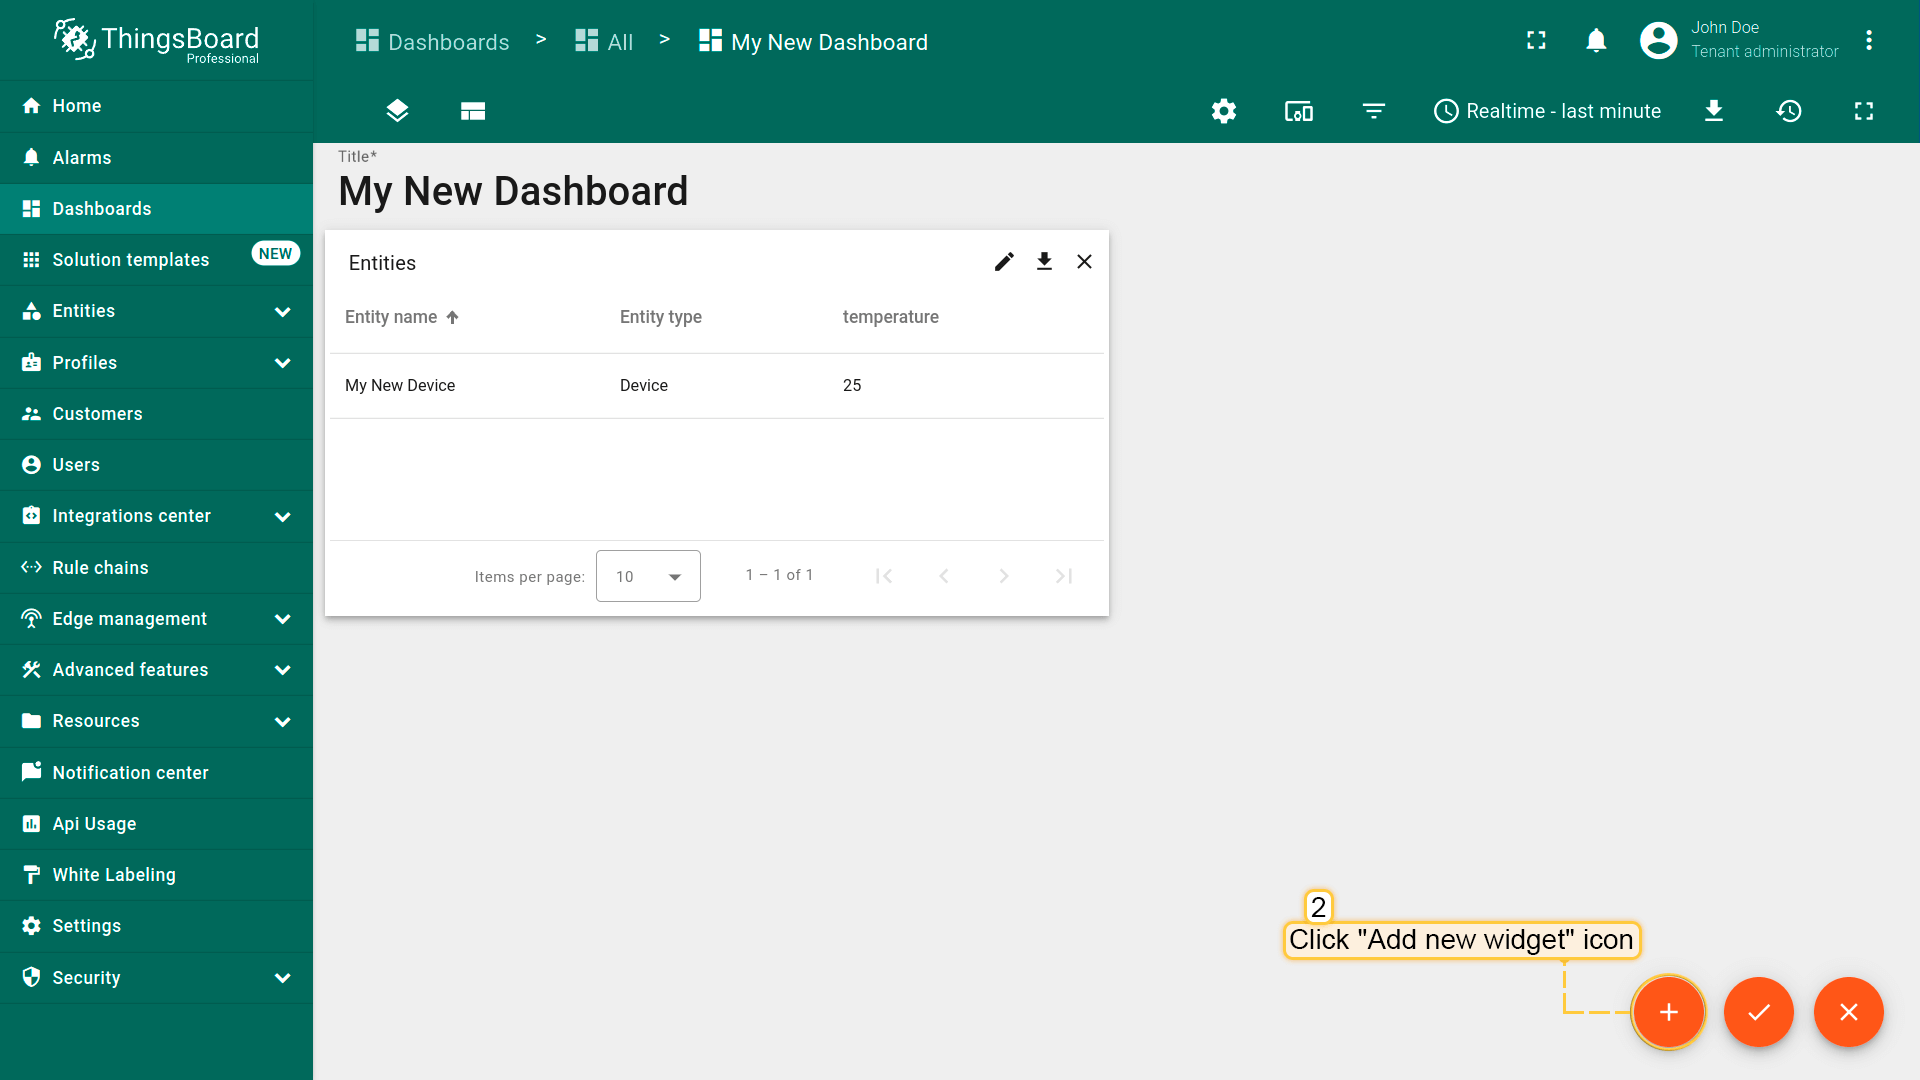 ThingsBoard
Professional
Dashboards > All > My New Dashboard
John Doe
Tenant administrator
Realtime - last minute
Home
Alarms
Dashboards
Solution templates NEW
Entities
Profiles
Customers
Users
Integrations center
Rule chains
Edge management
Advanced features
Resources
Notification center
Api Usage
White Labeling
Settings
Security
Title*
My New Dashboard
Entities
Entity name Entity type temperature
My New Device Device 25
Items per page: 10 1 – 1 of 1
2
Click "Add new widget" icon